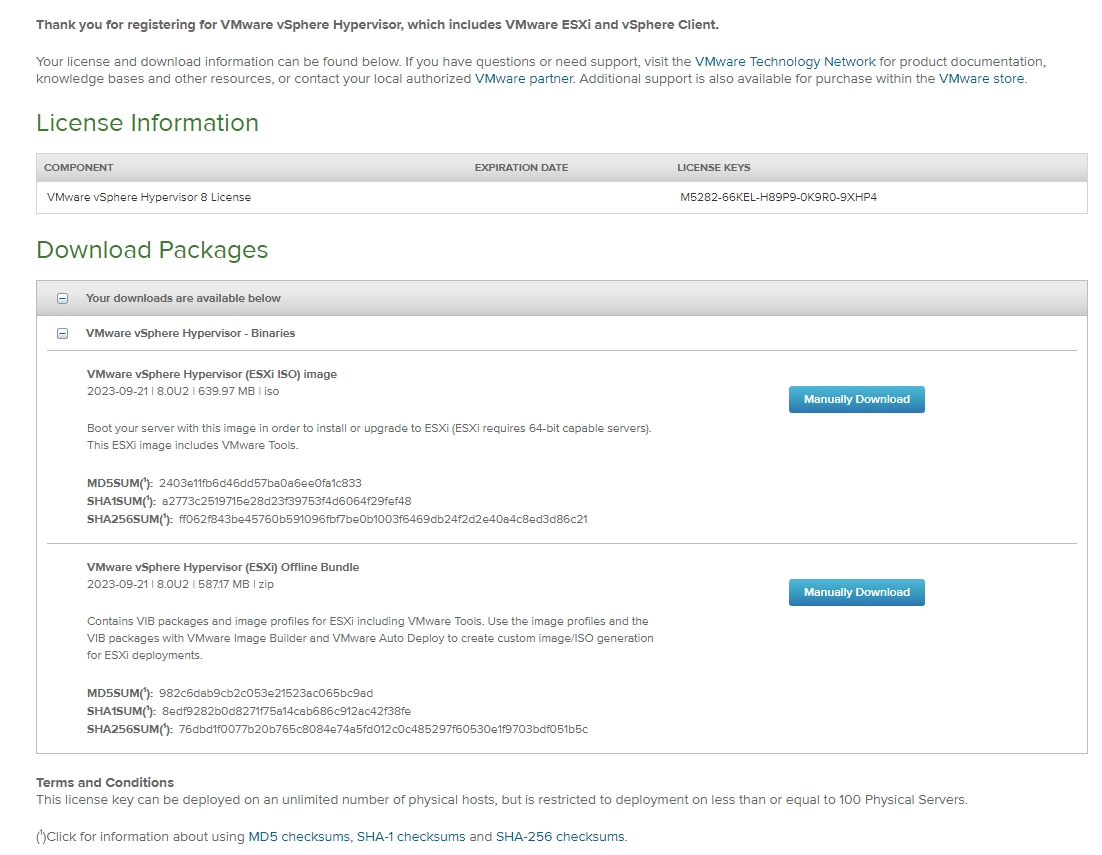 Thank you for registering for VMware vSphere Hypervisor, which includes VMware ESXi and vSphere Client.
Your license and download information can be found below. If you have questions or need support, visit the VMware Technology Network for product documentation,
knowledge bases and other resources, or contact your local authorized VMware partner. Additional support is also available for purchase within the VMware store.
License Information
COMPONENT EXPIRATION DATE LICENSE KEYS
VMware vSphere Hypervisor 8 License M5282-66KEL-H89P9-0K9R0-9XHP4
Download Packages
Your downloads are available below
VMware vSphere Hypervisor - Binaries
VMware vSphere Hypervisor (ESXi ISO) image
2023-09-21 | 8.0U2 | 639.97 MB | iso
Manually Download
Boot your server with this image in order to install or upgrade to ESXi (ESXi requires 64-bit capable servers).
This ESXi image includes VMware Tools.
MD5SUM(¹): 2403e11fb6d46dd57ba0a6ee0fa1c833
SHA1SUM(¹): a2773c2519715e28d23f39753f4d6064f29fef48
SHA256SUM(¹): ff062f843be45760b591096fbf7be0b1003f6469db24f2d2e40a4c8ed3d86c21
VMware vSphere Hypervisor (ESXi) Offline Bundle
2023-09-21 | 8.0U2 | 587.17 MB | zip
Manually Download
Contains VIB packages and image profiles for ESXi including VMware Tools. Use the image profiles and the
VIB packages with VMware Image Builder and VMware Auto Deploy to create custom image/ISO generation
for ESXi deployments.
MD5SUM(¹): 982c6dab9cb2c053e21523ac065bc9ad
SHA1SUM(¹): 8edf9282b0d8271f75a14cab686c912ac42f38fe
SHA256SUM(¹): 76dbd1f0077b20b765c8084e74a5fd012c0c485297f60530e1f9703bdf051b5c
Terms and Conditions
This license key can be deployed on an unlimited number of physical hosts, but is restricted to deployment on less than or equal to 100 Physical Servers.
(¹)Click for information about using MD5 checksums, SHA-1 checksums and SHA-256 checksums.